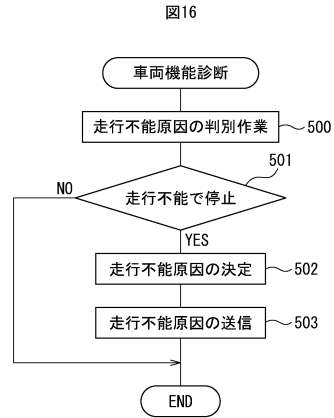 図16
車両機能診断
走行不能原因の判別作業
500
501
走行不能で停止
NO
YES
走行不能原因の決定
502
走行不能原因の送信
503
END